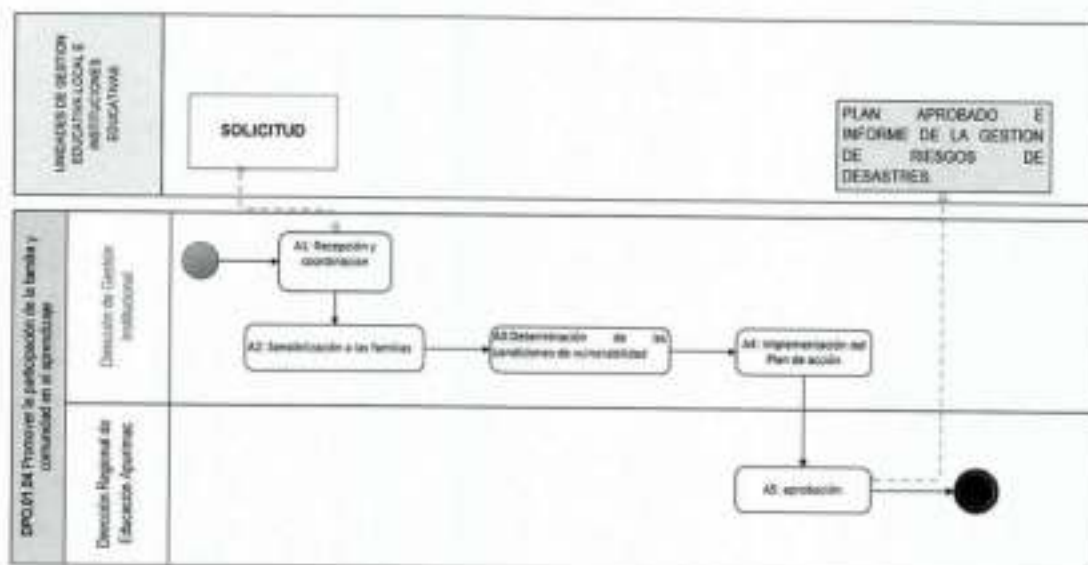 UNIDADES DE GESTION
EDUCATIVA LOCAL E
INSTITUCIONES
EDUCATIVAS
SOLICITUD
PLAN APROBADO E
INFORME DE LA GESTION
DE RIESGOS DE
DESASTRES.
DPO.01.04 Promover la participación de la familia y
comunidad en el aprendizaje
Dirección de Gestión
Institucional
A1: Recepción y
coordinacion
A2: Sensibilización a las familias
A3:Determinación de las
condiciones de vulnerabilidad
A4: Implementación del
Plan de acción
Dirección Regional de
Educación Apurímac
A5: aprobación.